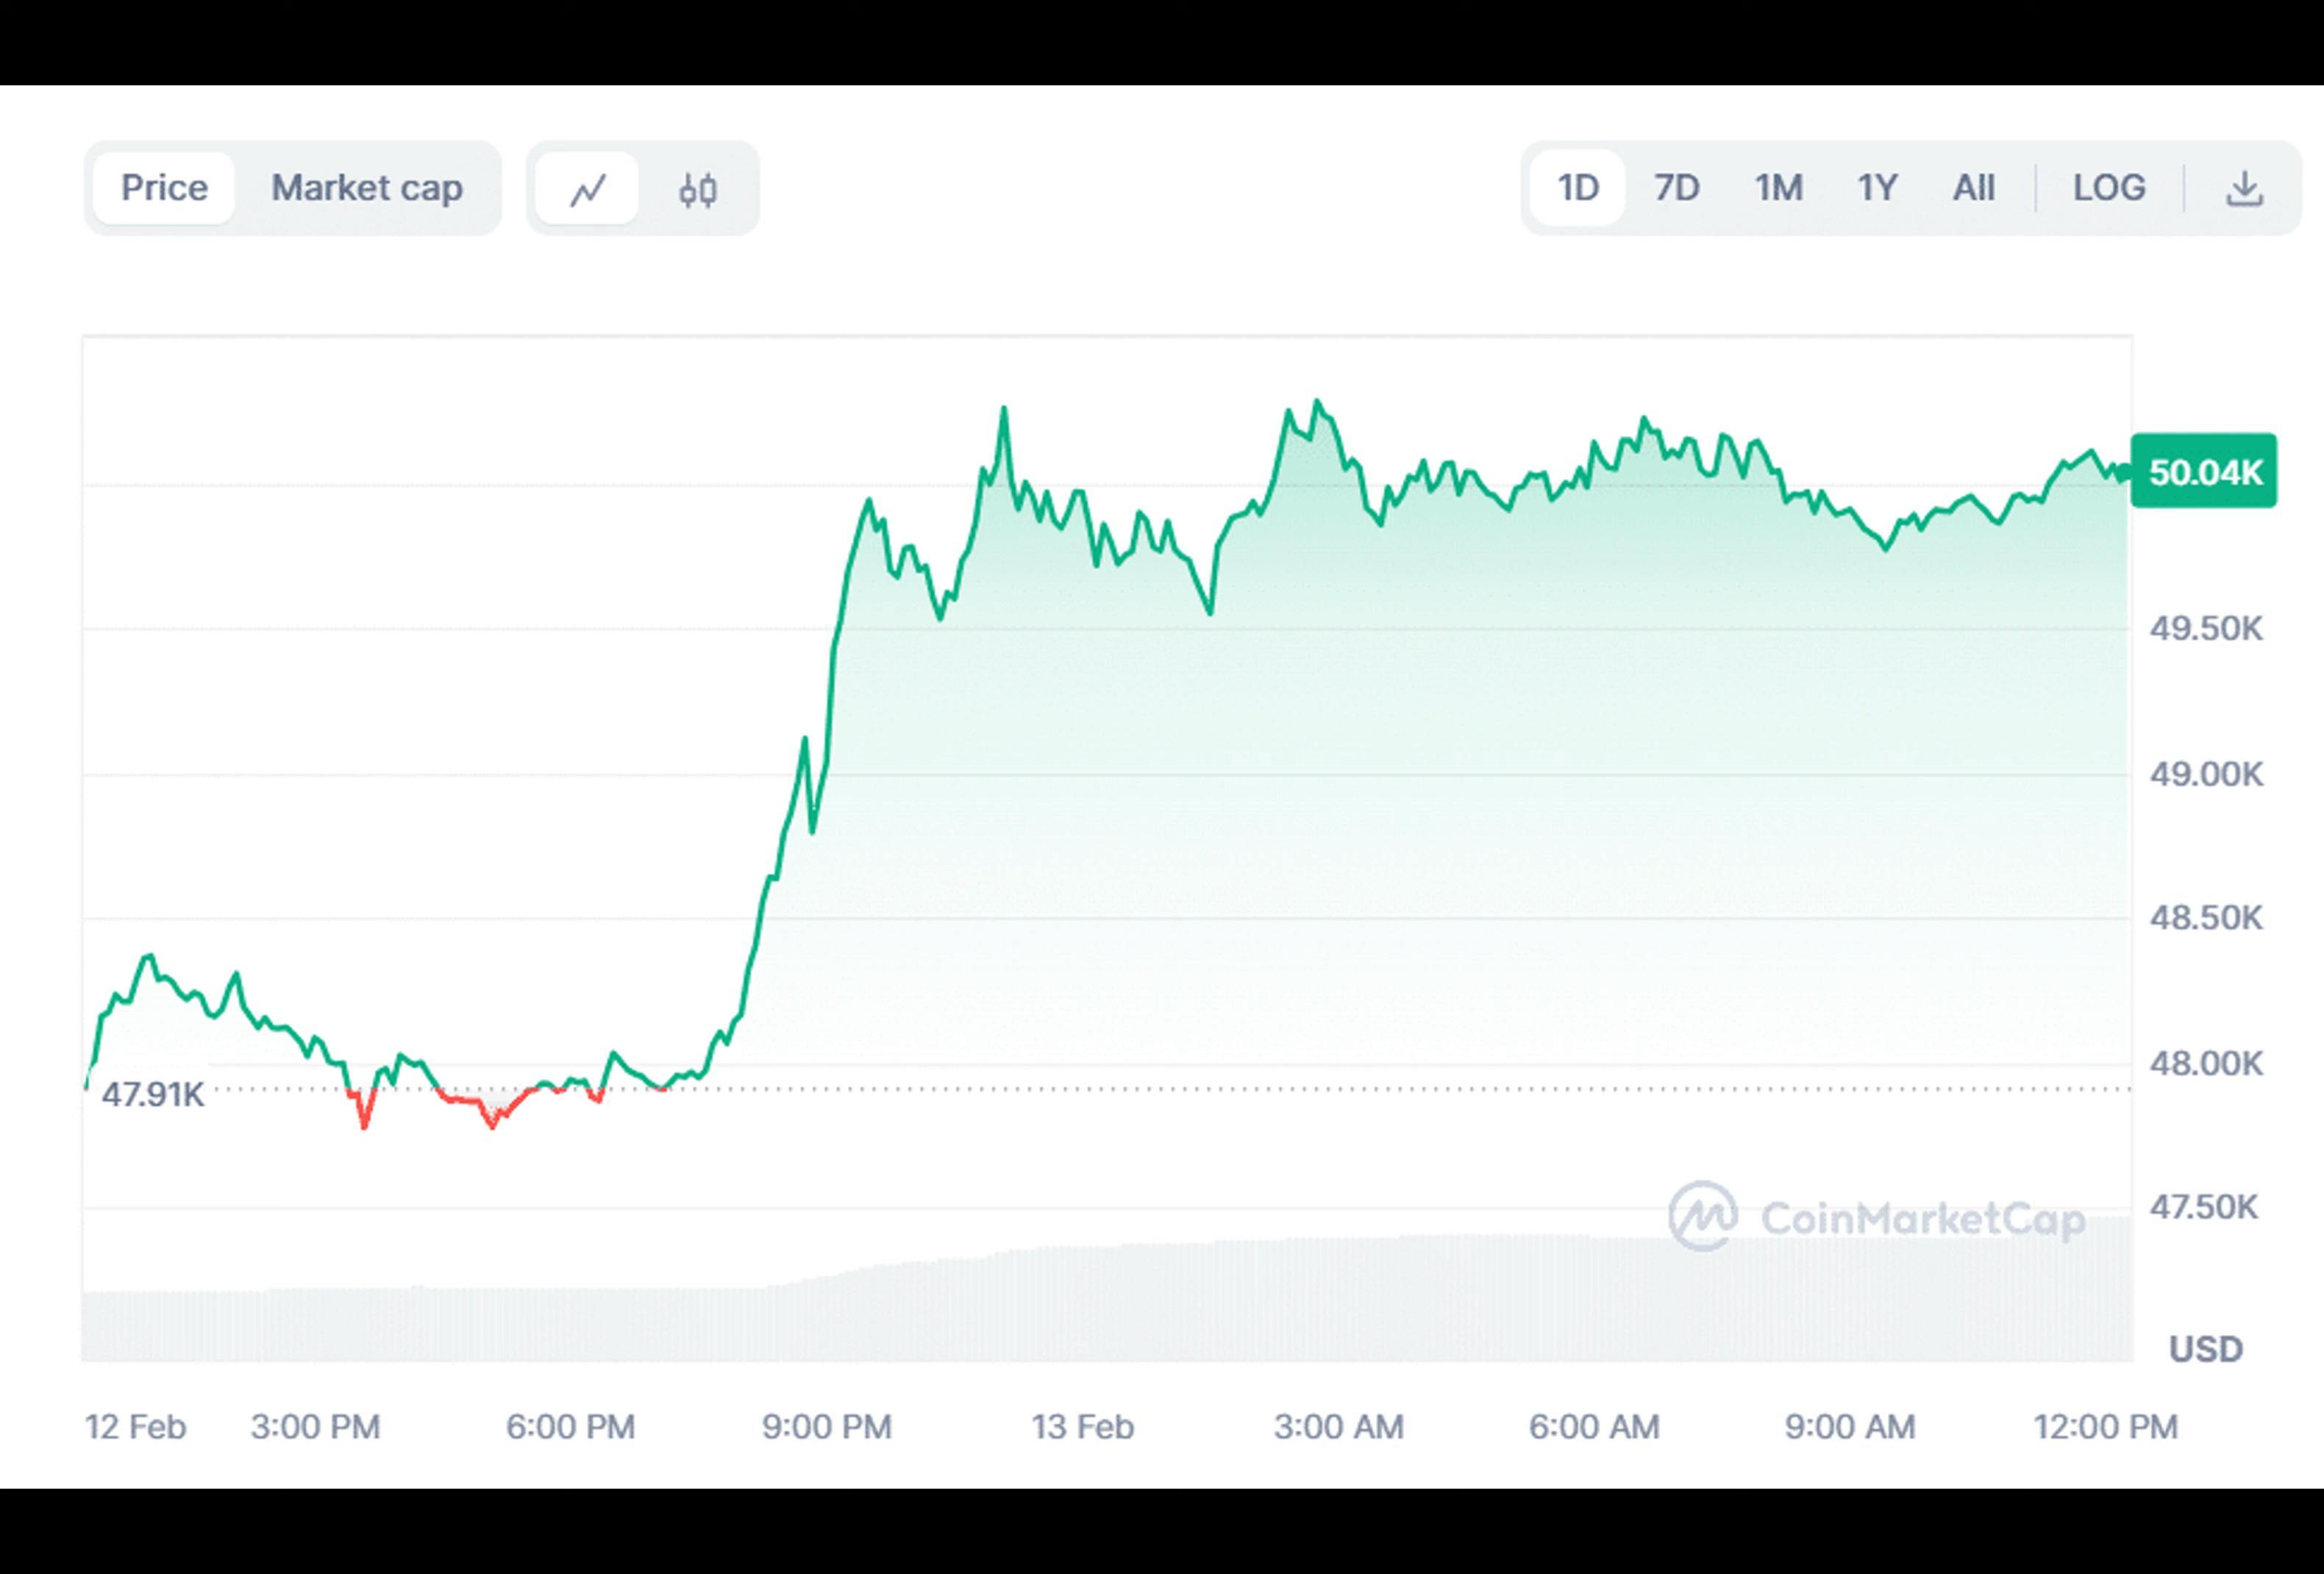 Price Market cap 1D 7D 1M 1Y All LOG
50.04K
49.50K
49.00K
48.50K
48.00K
47.91K
47.50K
CoinMarketCap
USD
12 Feb 3:00 PM 6:00 PM 9:00 PM 13 Feb 3:00 AM 6:00 AM 9:00 AM 12:00 PM